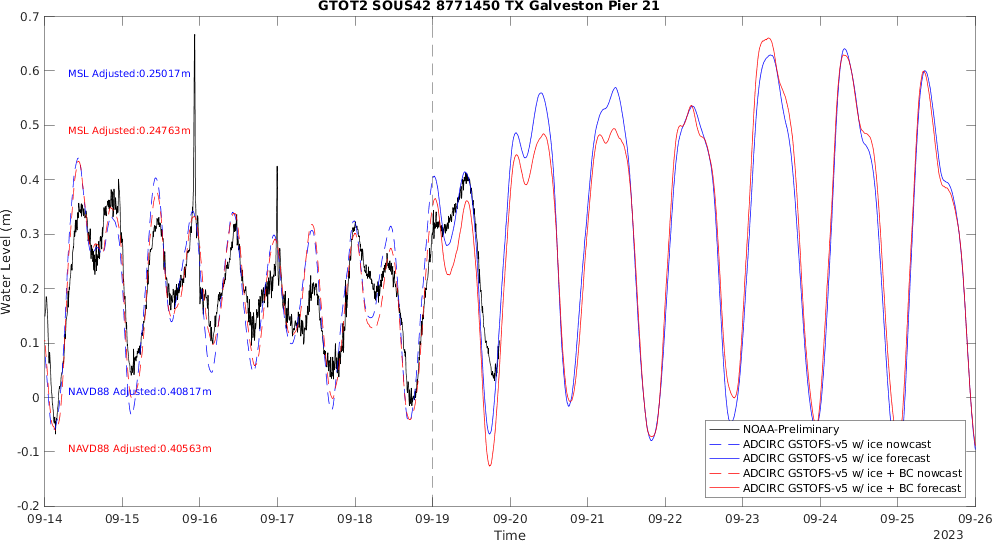 GTOT2 SOUS42 8771450 TX Galveston Pier 21
0.7
0.6
0.5
0.4
0.3
0.2
0.1
0
-0.1
-0.2
Water Level (m)
MSL Adjusted:0.25017m
MSL Adjusted:0.24763m
NAVD88 Adjusted:0.40817m
NAVD88 Adjusted:0.40563m
NOAA-Preliminary
ADCIRC GSTOFS-v5 w/ ice nowcast
ADCIRC GSTOFS-v5 w/ ice forecast
ADCIRC GSTOFS-v5 w/ ice + BC nowcast
ADCIRC GSTOFS-v5 w/ ice + BC forecast
09-14 09-15 09-16 09-17 09-18 09-19 09-20 09-21 09-22 09-23 09-24 09-25 09-26
Time
2023